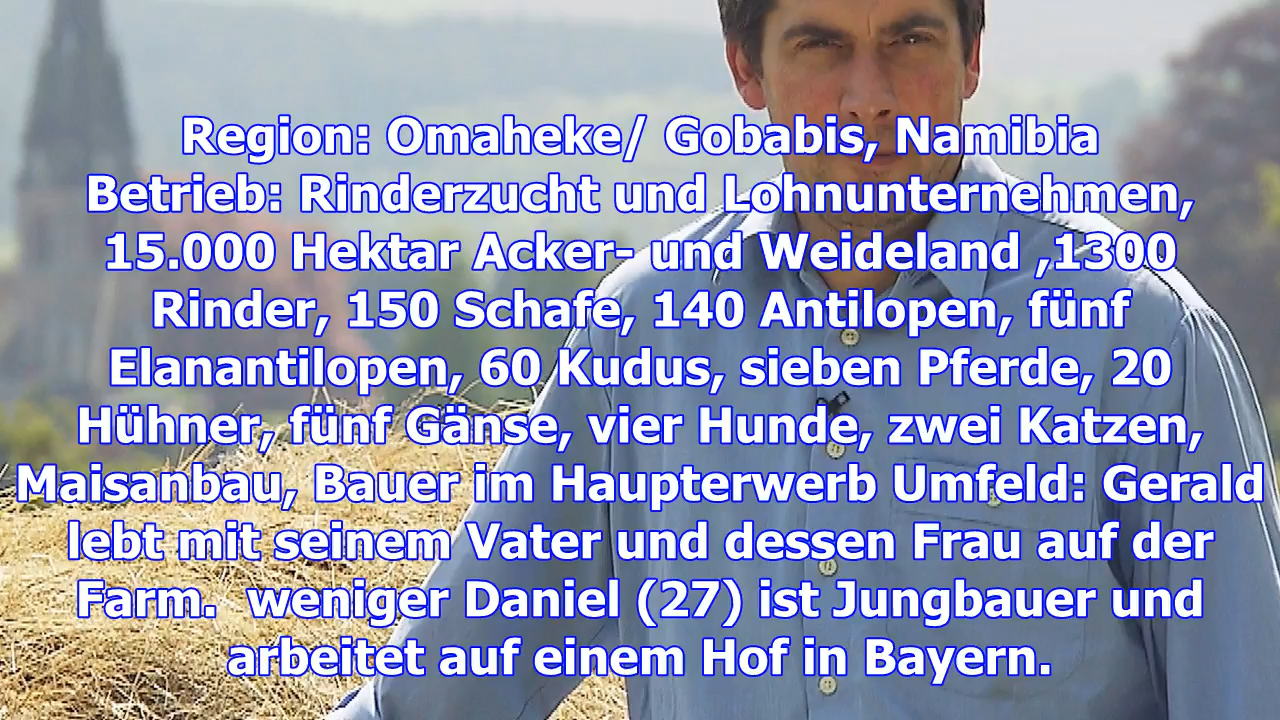 Region: Omaheke/ Gobabis, Namibia
Betrieb: Rinderzucht und Lohnunternehmen,
15.000 Hektar Acker- und Weideland ,1300
Rinder, 150 Schafe, 140 Antilopen, fünf
Elanantilopen, 60 Kudus, sieben Pferde, 20
Hühner, fünf Gänse, vier Hunde, zwei Katzen,
Maisanbau, Bauer im Haupterwerb Umfeld: Gerald
lebt mit seinem Vater und dessen Frau auf der
Farm.  weniger Daniel (27) ist Jungbauer und
arbeitet auf einem Hof in Bayern.